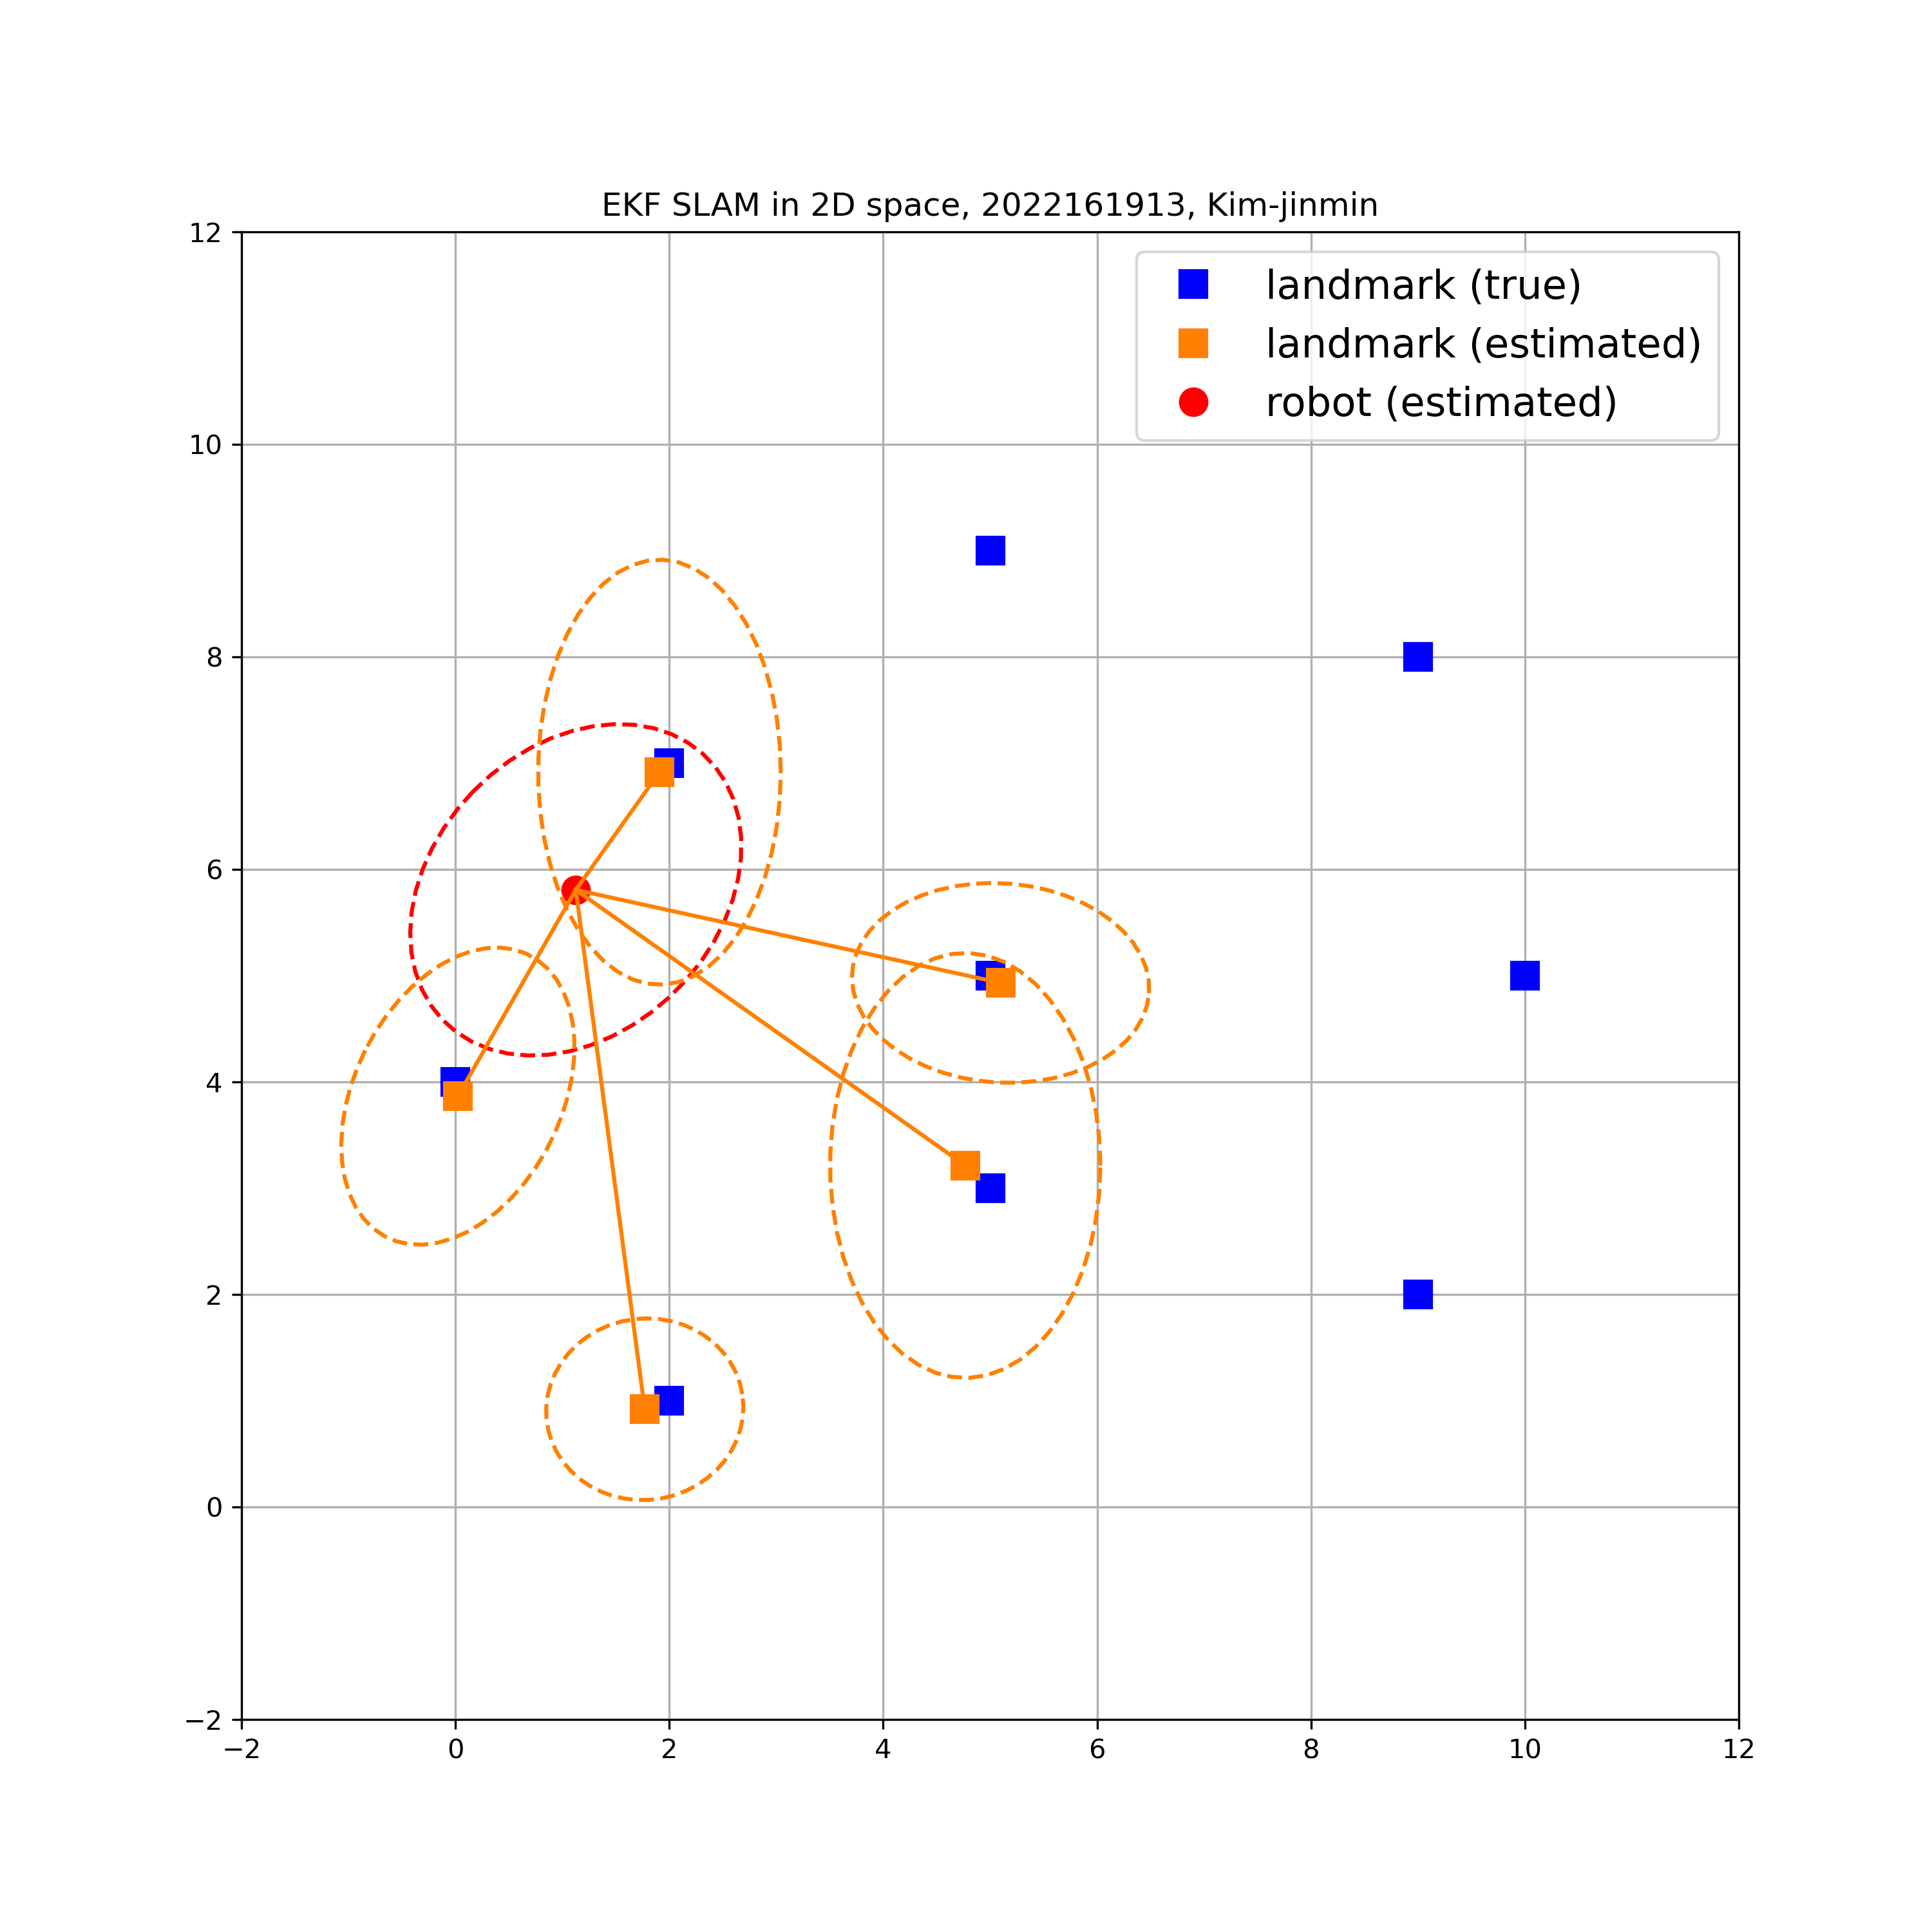 EKF SLAM in 2D space, 2022161913, Kim-jinmin
landmark (true)
landmark (estimated)
robot (estimated)
12
10
8
6
4
2
0
−2
−2 0 2 4 6 8 10 12